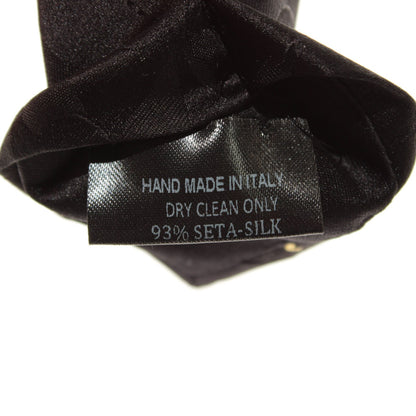 HAND MADE IN ITALY
DRY CLEAN ONLY
93% SETA-SILK